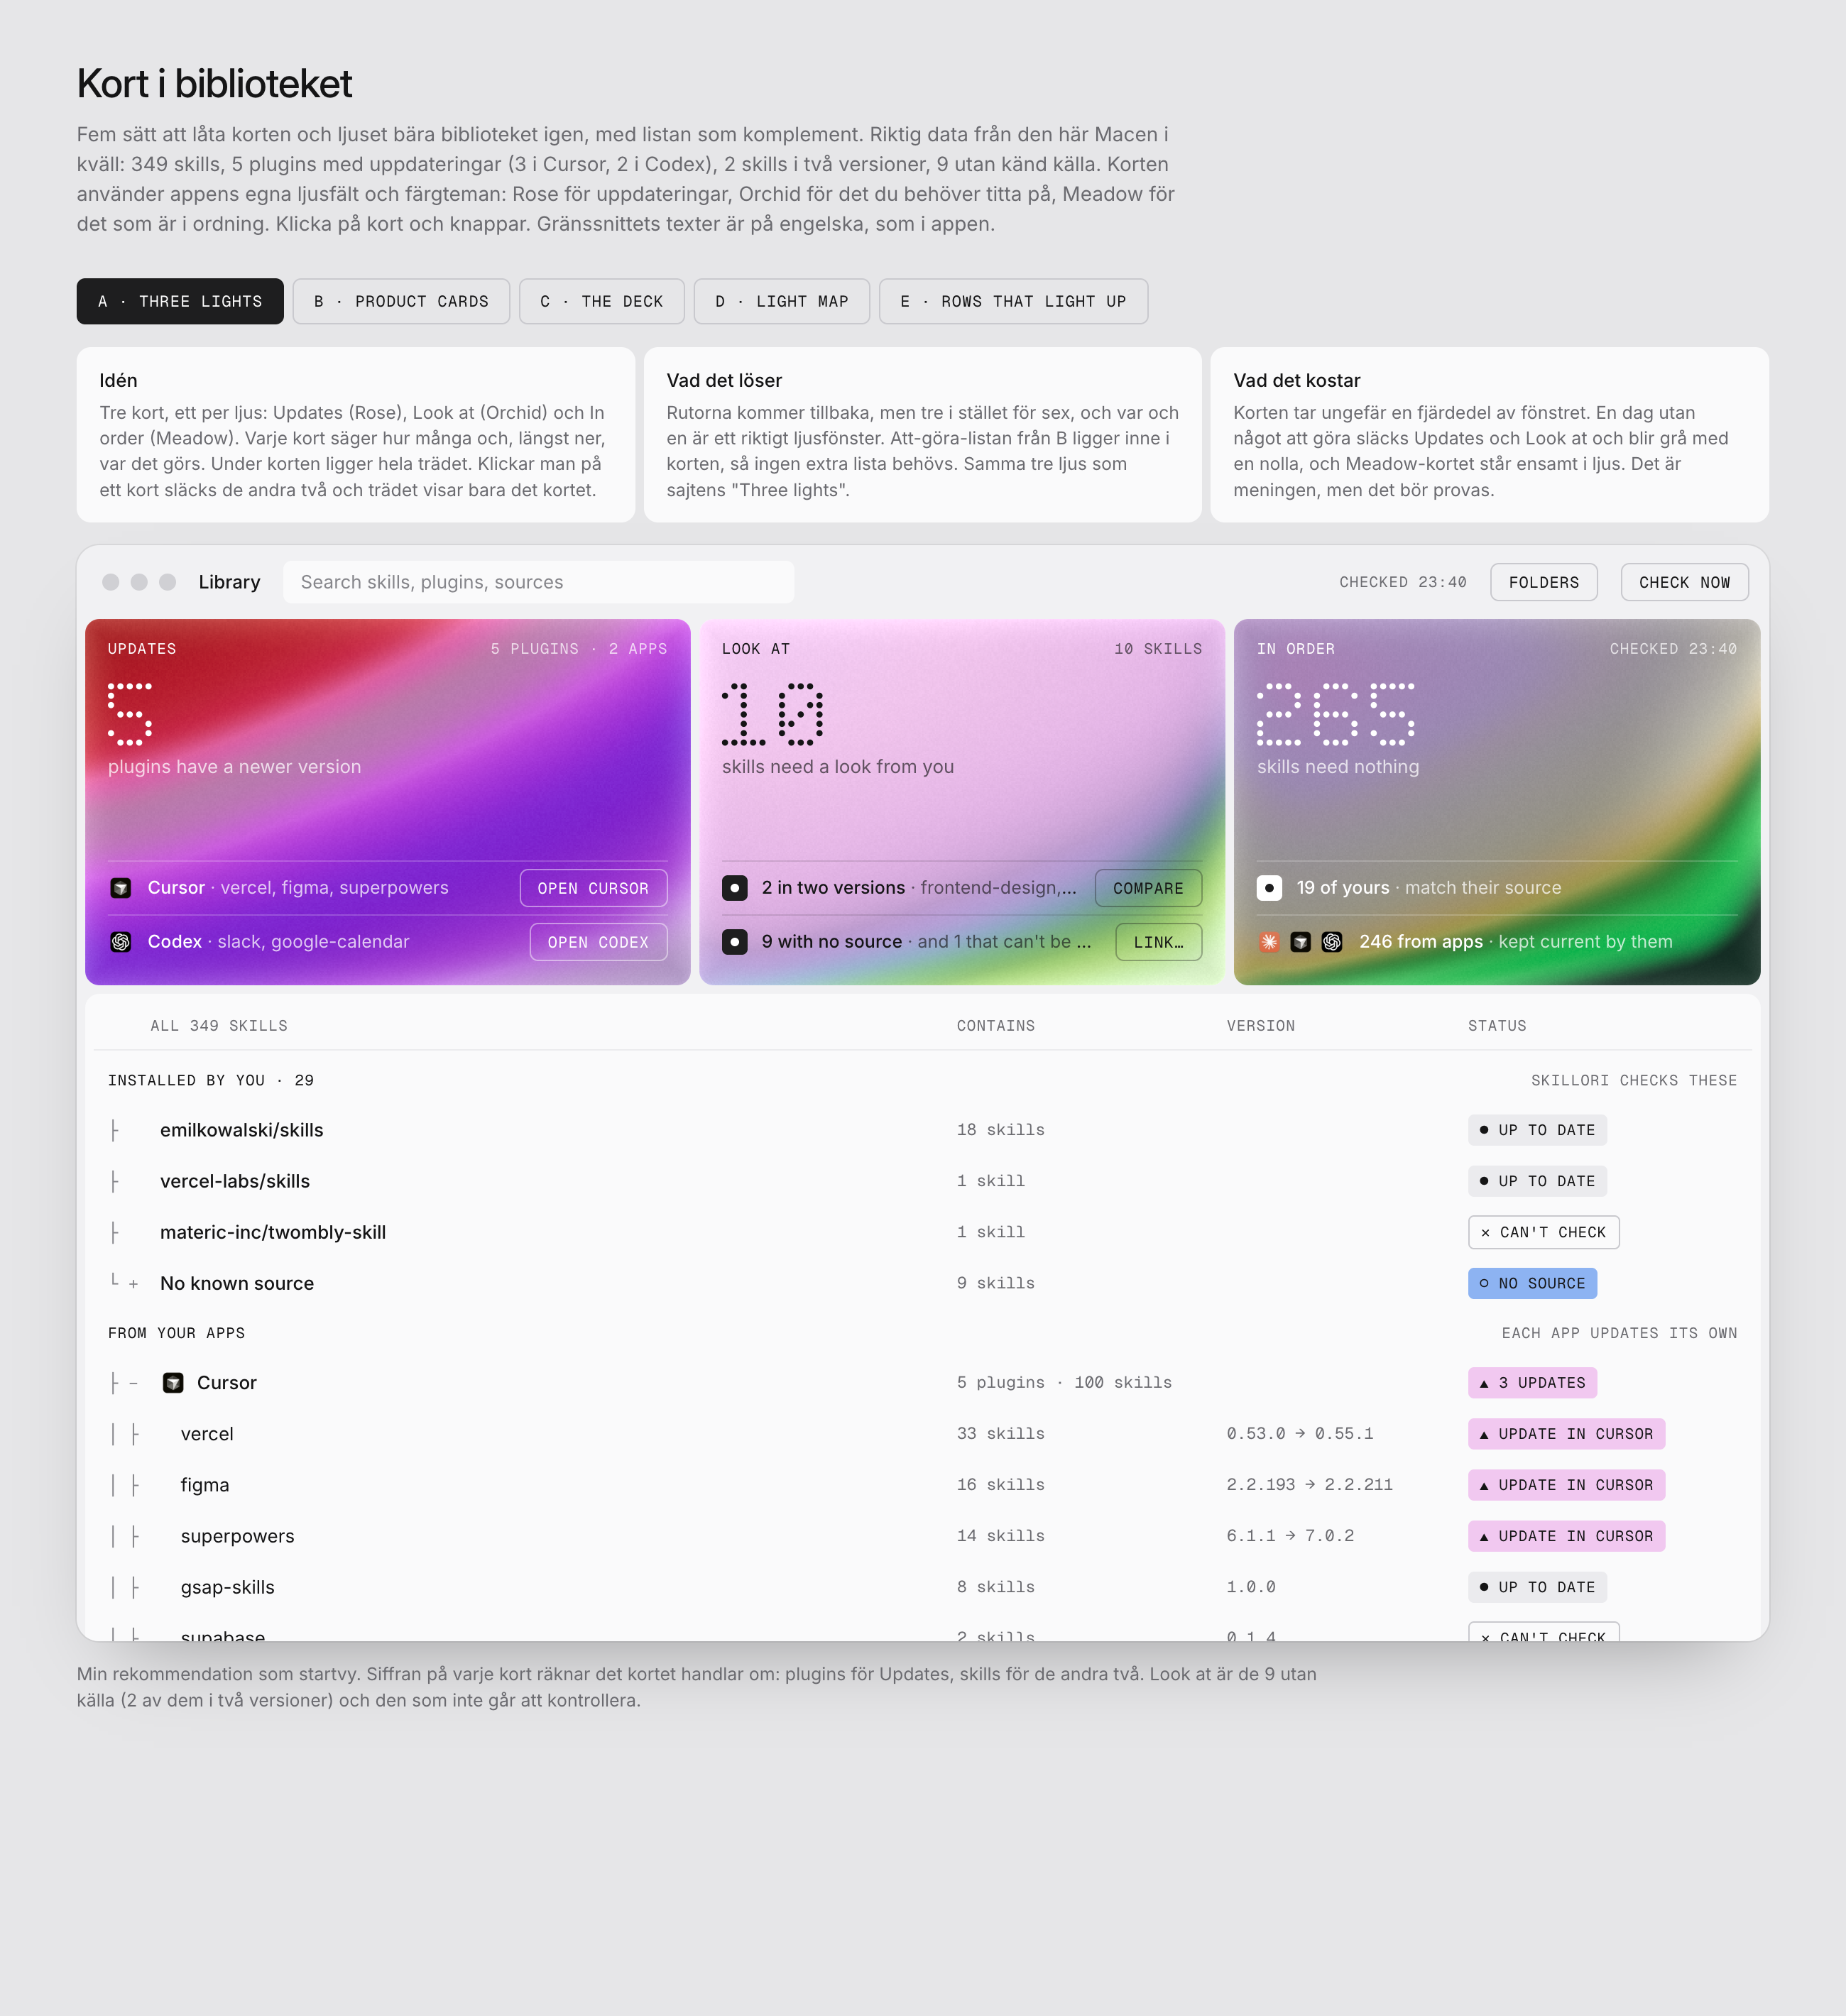 Kort i biblioteket
Fem sätt att låta korten och ljuset bära biblioteket igen, med listan som komplement. Riktig data från den här Macen i
kväll: 349 skills, 5 plugins med uppdateringar (3 i Cursor, 2 i Codex), 2 skills i två versioner, 9 utan känd källa. Korten
använder appens egna ljusfält och färgteman: Rose för uppdateringar, Orchid för det du behöver titta på, Meadow för
det som är i ordning. Klicka på kort och knappar. Gränssnittets texter är på engelska, som i appen.
A · THREE LIGHTS
B · PRODUCT CARDS
C · THE DECK
D · LIGHT MAP
E · ROWS THAT LIGHT UP
Idén
Tre kort, ett per ljus: Updates (Rose), Look at (Orchid) och In
order (Meadow). Varje kort säger hur många och, längst ner,
var det görs. Under korten ligger hela trädet. Klickar man på
ett kort släcks de andra två och trädet visar bara det kortet.
Vad det löser
Rutorna kommer tillbaka, men tre i stället för sex, och var och
en är ett riktigt ljusfönster. Att-göra-listan från B ligger inne i
korten, så ingen extra lista behövs. Samma tre ljus som
sajtens "Three lights".
Vad det kostar
Korten tar ungefär en fjärdedel av fönstret. En dag utan
något att göra släcks Updates och Look at och blir grå med
en nolla, och Meadow-kortet står ensamt i ljus. Det är
meningen, men det bör provas.
Library
Search skills, plugins, sources
CHECKED 23:40
FOLDERS
CHECK NOW
UPDATES
5 PLUGINS · 2 APPS
5
plugins have a newer version
Cursor · vercel, figma, superpowers
OPEN CURSOR
Codex · slack, google-calendar
OPEN CODEX
LOOK AT
10 SKILLS
10
skills need a look from you
2 in two versions · frontend-design,...
COMPARE
9 with no source · and 1 that can't be ...
LINK…
IN ORDER
CHECKED 23:40
265
skills need nothing
19 of yours · match their source
246 from apps · kept current by them
ALL 349 SKILLS
CONTAINS
VERSION
STATUS
INSTALLED BY YOU · 29
SKILLORI CHECKS THESE
├ emilkowalski/skills
18 skills
● UP TO DATE
├ vercel-labs/skills
1 skill
● UP TO DATE
├ materic-inc/twombly-skill
1 skill
× CAN'T CHECK
└ + No known source
9 skills
○ NO SOURCE
FROM YOUR APPS
EACH APP UPDATES ITS OWN
├ − Cursor
5 plugins · 100 skills
▲ 3 UPDATES
│ ├ vercel
33 skills
0.53.0 → 0.55.1
▲ UPDATE IN CURSOR
│ ├ figma
16 skills
2.2.193 → 2.2.211
▲ UPDATE IN CURSOR
│ ├ superpowers
14 skills
6.1.1 → 7.0.2
▲ UPDATE IN CURSOR
│ ├ gsap-skills
8 skills
1.0.0
● UP TO DATE
│ ├ supabase
2 skills
0.1.4
× CAN'T CHECK
Min rekommendation som startvy. Siffran på varje kort räknar det kortet handlar om: plugins för Updates, skills för de andra två. Look at är de 9 utan
källa (2 av dem i två versioner) och den som inte går att kontrollera.